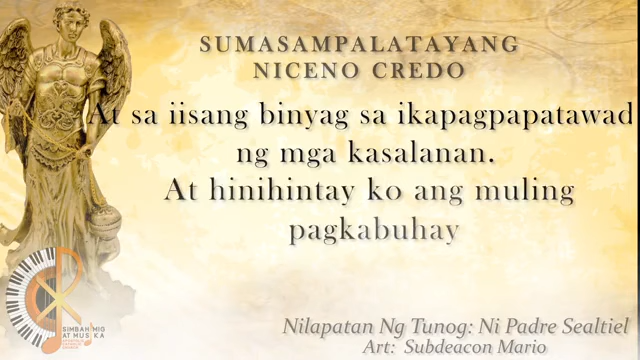 SUMASAMPALATAYANG
NICENO CREDO
At sa iisang binyag sa ikapagpapatawad
ng mga kasalanan.
At hinihintay ko ang muling
pagkabuhay
SIMBAHIMIG
AT MUSIKA
Nilapatan Ng Tunog: Ni Padre Sealtiel
Art: Subdeacon Mario